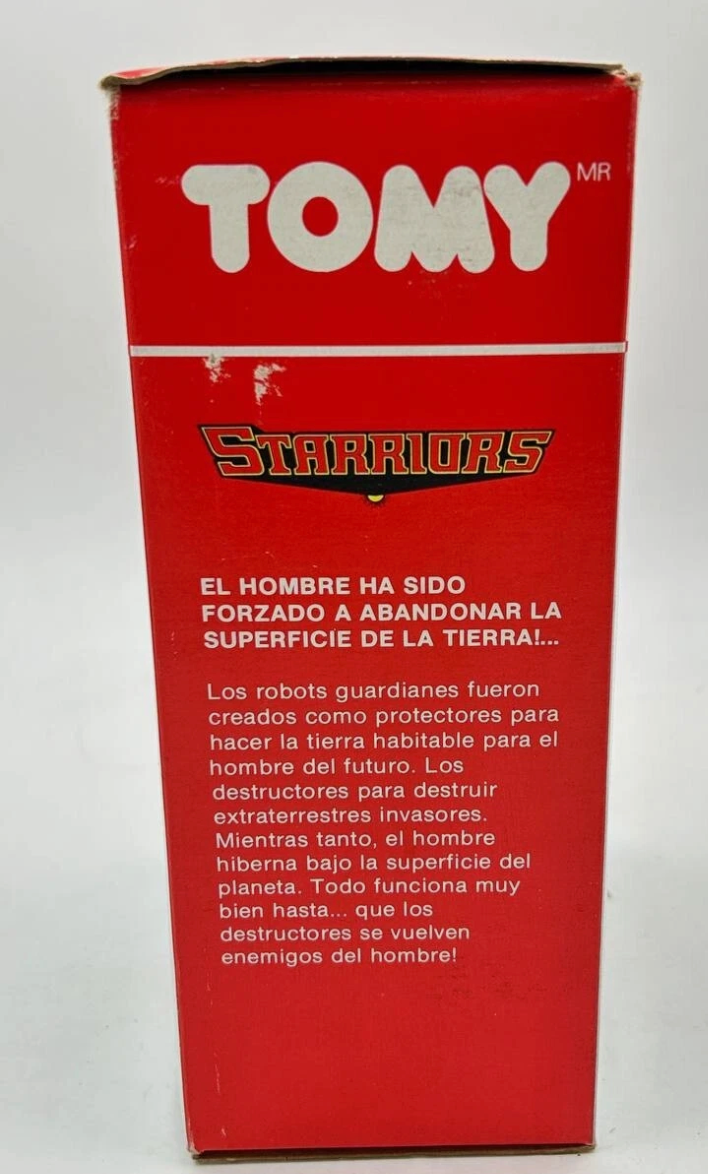 TOMY MR
STARRIORS
EL HOMBRE HA SIDO
FORZADO A ABANDONAR LA
SUPERFICIE DE LA TIERRA!...
Los robots guardianes fueron
creados como protectores para
hacer la tierra habitable para el
hombre del futuro. Los
destructores para destruir
extraterrestres invasores.
Mientras tanto, el hombre
hiberna bajo la superficie del
planeta. Todo funciona muy
bien hasta... que los
destructores se vuelven
enemigos del hombre!